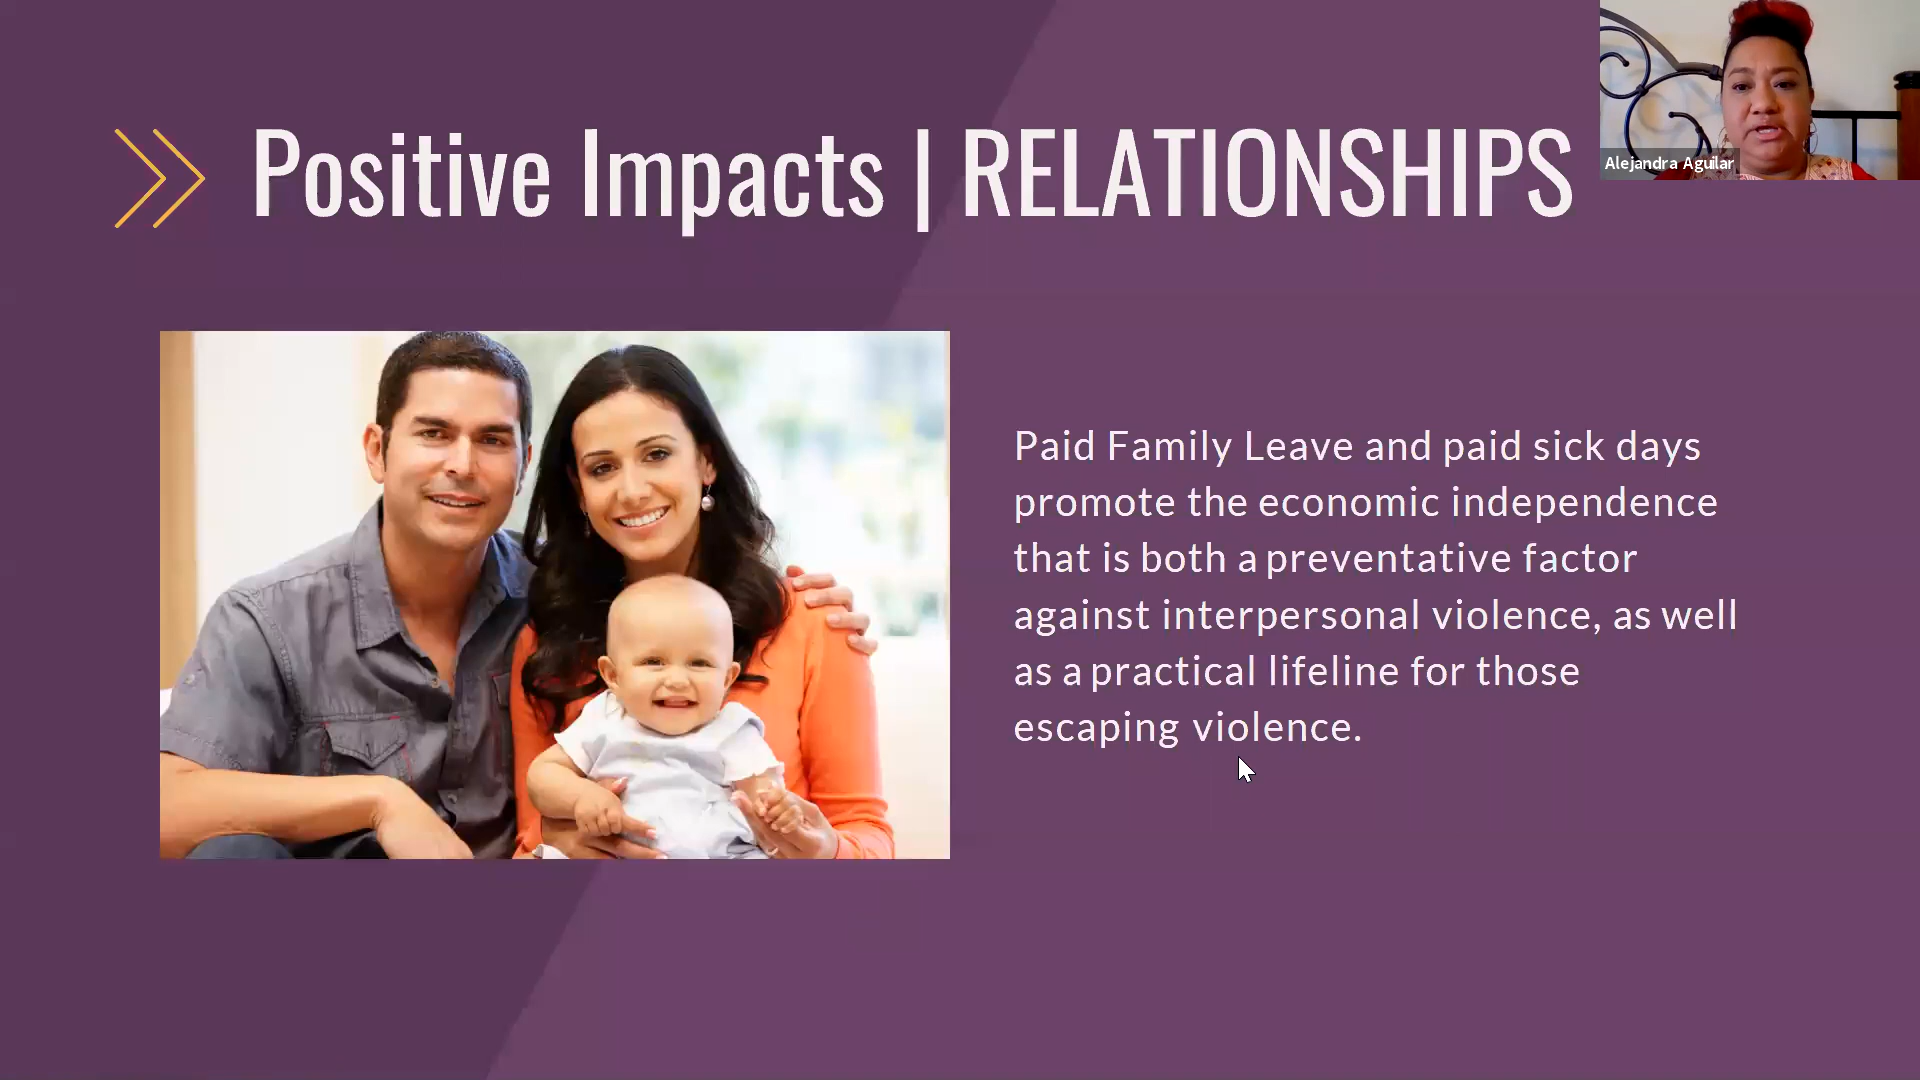 Positive Impacts | RELATIONSHIPS
Alejandra Aguilar
Paid Family Leave and paid sick days
promote the economic independence
that is both a preventative factor
against interpersonal violence, as well
as a practical lifeline for those
escaping violence.